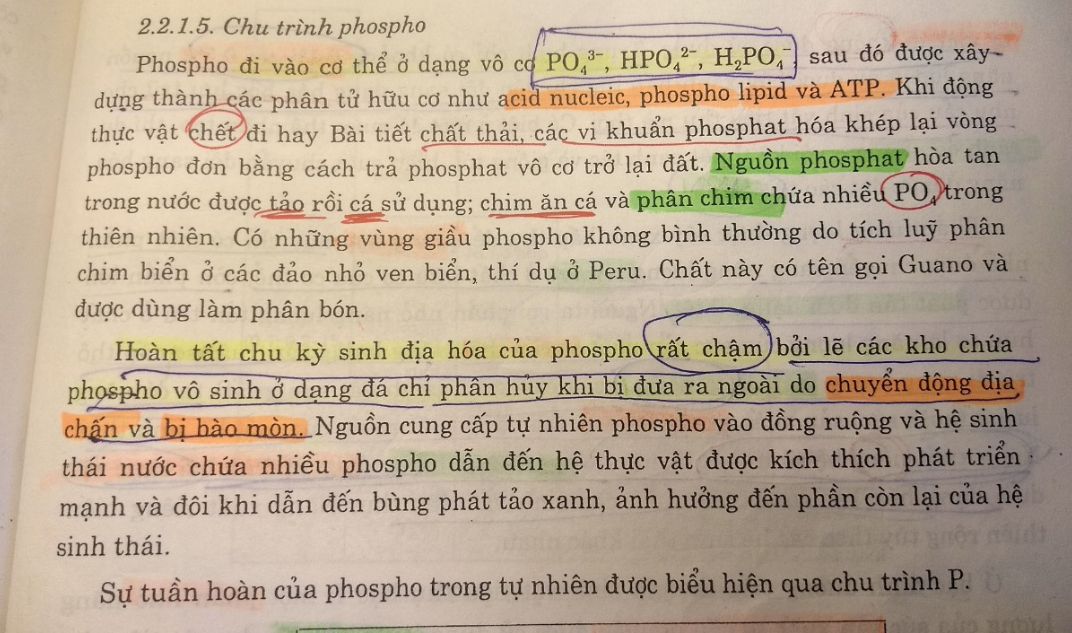 2.2.1.5. Chu trình phospho
Phospho đi vào cơ thể ở dạng vô cơ PO₄³⁻, HPO₄²⁻, H₂PO₄⁻, sau đó được xây
dựng thành các phân tử hữu cơ như acid nucleic, phospho lipid và ATP. Khi động
thực vật chết đi hay Bài tiết chất thải, các vi khuẩn phosphat hóa khép lại vòng
phospho đơn bằng cách trả phosphat vô cơ trở lại đất. Nguồn phosphat hòa tan
trong nước được tảo rồi cá sử dụng; chim ăn cá và phân chim chứa nhiều PO₄ trong
thiên nhiên. Có những vùng giầu phospho không bình thường do tích luỹ phân
chim biển ở các đảo nhỏ ven biển, thí dụ ở Peru. Chất này có tên gọi Guano và
được dùng làm phân bón.
Hoàn tất chu kỳ sinh địa hóa của phospho rất chậm bởi lẽ các kho chứa
phospho vô sinh ở dạng đá chỉ phân hủy khi bị đưa ra ngoài do chuyển động địa
chấn và bị bào mòn. Nguồn cung cấp tự nhiên phospho vào đồng ruộng và hệ sinh
thái nước chứa nhiều phospho dẫn đến hệ thực vật được kích thích phát triển
mạnh và đôi khi dẫn đến bùng phát tảo xanh, ảnh hưởng đến phần còn lại của hệ
sinh thái.
Sự tuần hoàn của phospho trong tự nhiên được biểu hiện qua chu trình P.